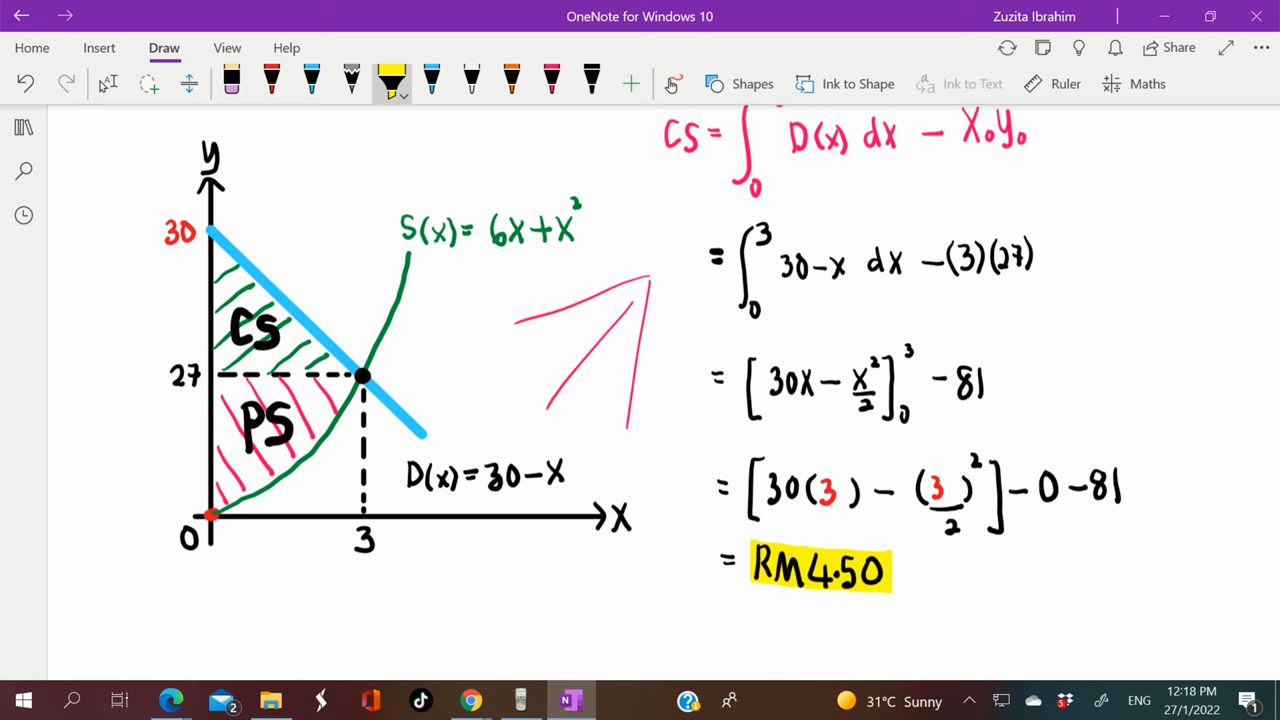 OneNote for Windows 10
Zuzita Ibrahim
Home Insert Draw View Help
Share
Shapes Ink to Shape Ink to Text Ruler Maths
y
30
S(x) = 6x + x²
CS
27
PS
D(x) = 30 - x
0
3
X
CS = ∫₀ D(x) dx - X₀y₀
= ∫₀³ 30 - x dx - (3)(27)
= [30x - x²/2]₀³ - 81
= [30(3) - (3)²/2] - 0 - 81
= RM4.50
2
31°C Sunny
ENG
12:18 PM
27/1/2022
1